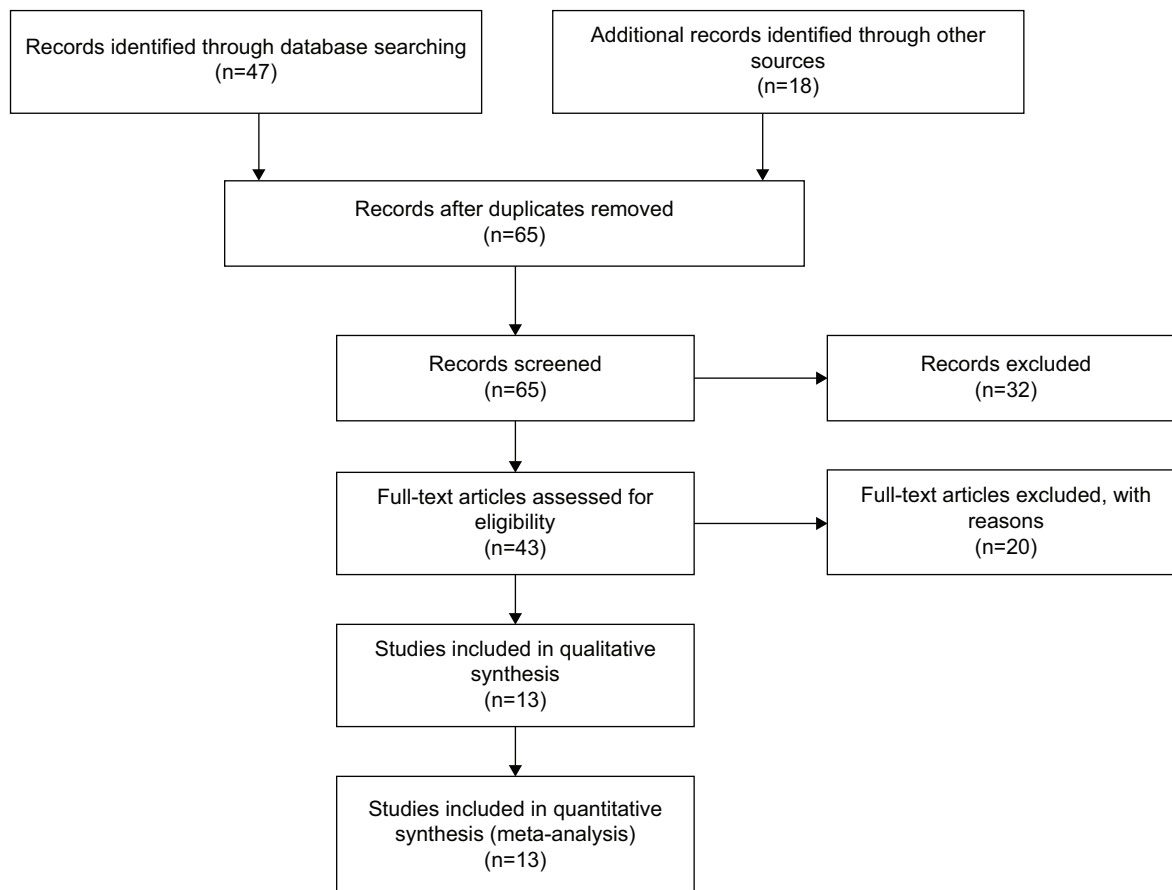 Records identified through database searching
(n=47)
Additional records identified through other
sources
(n=18)
Records after duplicates removed
(n=65)
Records screened
(n=65)
Records excluded
(n=32)
Full-text articles assessed for
eligibility
(n=43)
Full-text articles excluded, with
reasons
(n=20)
Studies included in qualitative
synthesis
(n=13)
Studies included in quantitative
synthesis (meta-analysis)
(n=13)